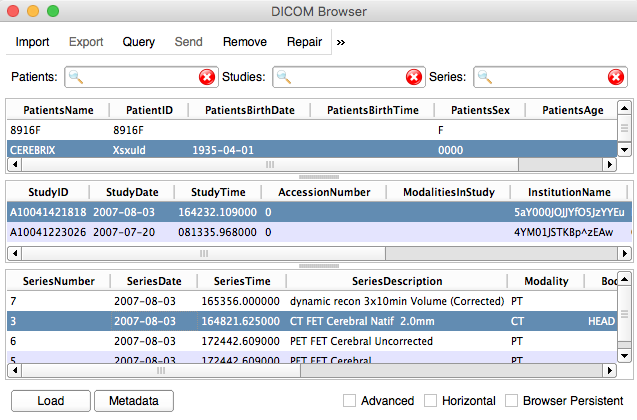 DICOM Browser
Import Export Query Send Remove Repair »
Patients: Studies: Series:
PatientsName PatientID PatientsBirthDate PatientsBirthTime PatientsSex PatientsAge
8916F 8916F F
CEREBRIX XsxuId 1935-04-01 0000
StudyID StudyDate StudyTime AccessionNumber ModalitiesInStudy InstitutionName
A10041421818 2007-08-03 164232.109000 0 5aY000JOJJYfO5JzYYEu
A10041223026 2007-07-20 081335.968000 0 4YM01JSTKBp^zEAw
SeriesNumber SeriesDate SeriesTime SeriesDescription Modality Boc
7 2007-08-03 165356.000000 dynamic recon 3x10min Volume (Corrected) PT
3 2007-08-03 164821.625000 CT FET Cerebral Natif 2.0mm CT HEAD
6 2007-08-03 172442.609000 PET FET Cerebral Uncorrected PT
5 2007-08-03 172442.609000 PET FET Cerebral PT
Load Metadata Advanced Horizontal Browser Persistent